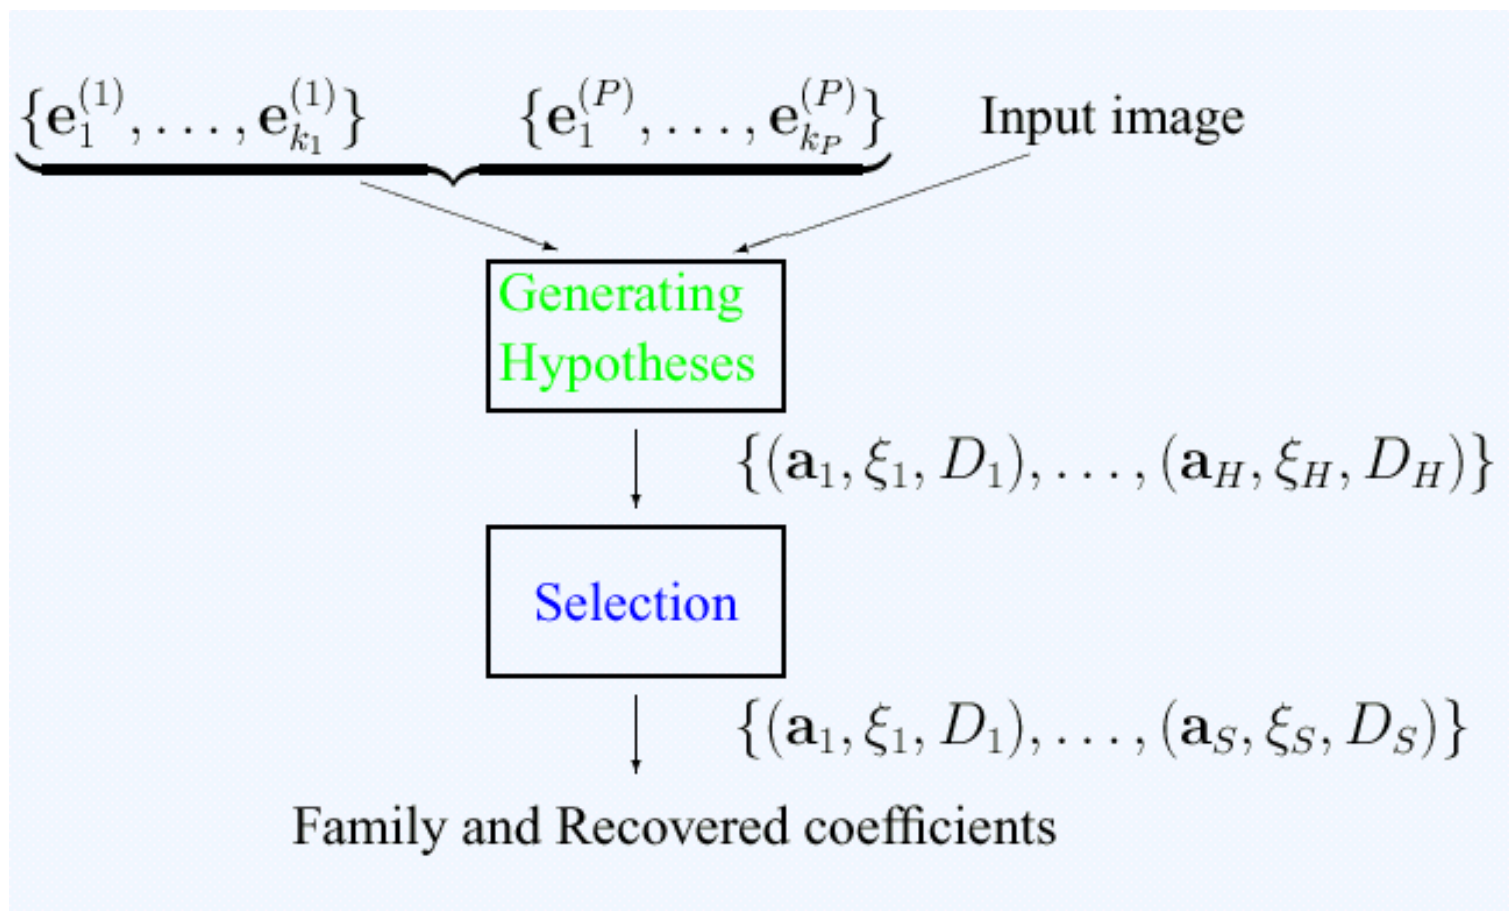 {e_1^{(1)}, . . . , e_{k_1}^{(1)}} {e_1^{(P)}, . . . , e_{k_P}^{(P)}} Input image
Generating
Hypotheses
{(a_1, ξ_1, D_1), . . . , (a_H, ξ_H, D_H)}
Selection
{(a_1, ξ_1, D_1), . . . , (a_S, ξ_S, D_S)}
Family and Recovered coefficients